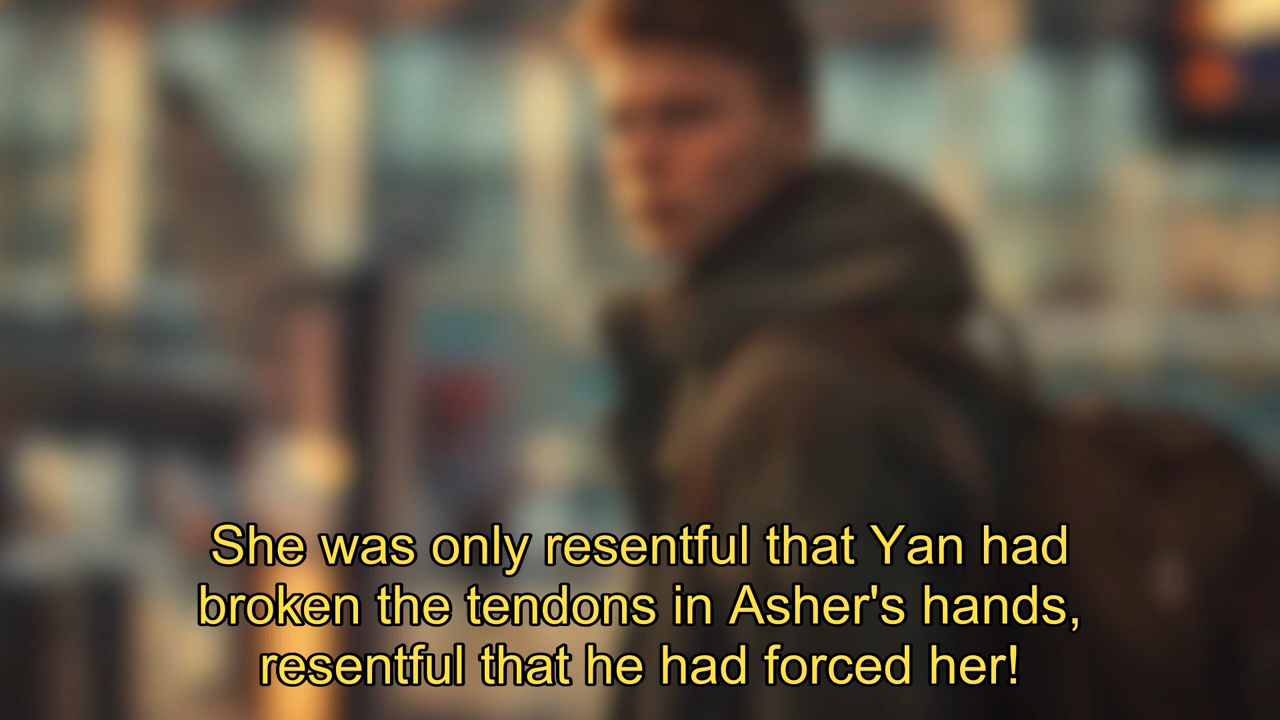 She was only resentful that Yan had
broken the tendons in Asher's hands,
resentful that he had forced her!